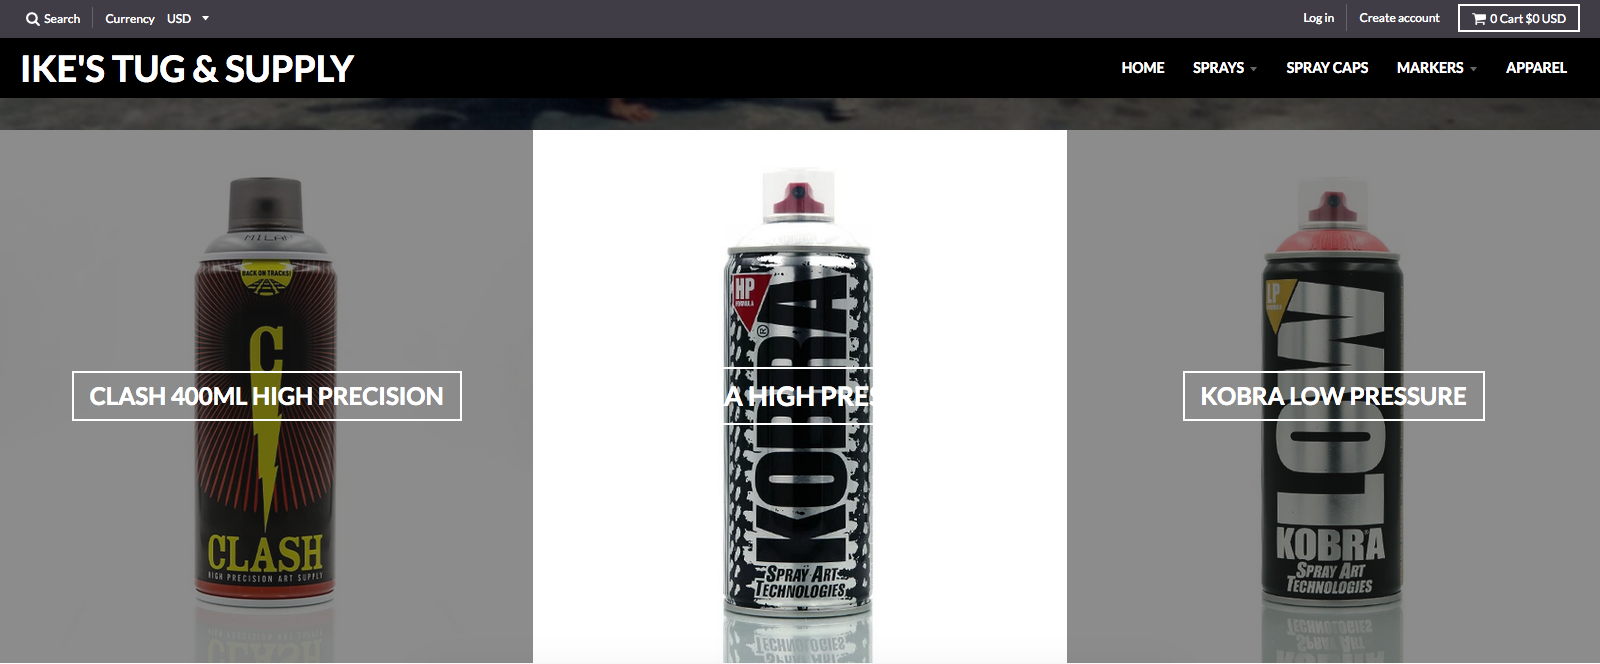 Search
Currency USD
Log in
Create account
0 Cart $0 USD
IKE'S TUG & SUPPLY
HOME
SPRAYS
SPRAY CAPS
MARKERS
APPAREL
BACK ON TRACKS!
C
CLASH 400ML HIGH PRECISION
CLASH
HIGH PRECISION ART SUPPLY
HP
KOBRA®
A HIGH PRES
SPRAY ART
TECHNOLOGIES
LP
LOW
KOBRA LOW PRESSURE
KOBRA
SPRAY ART
TECHNOLOGIES